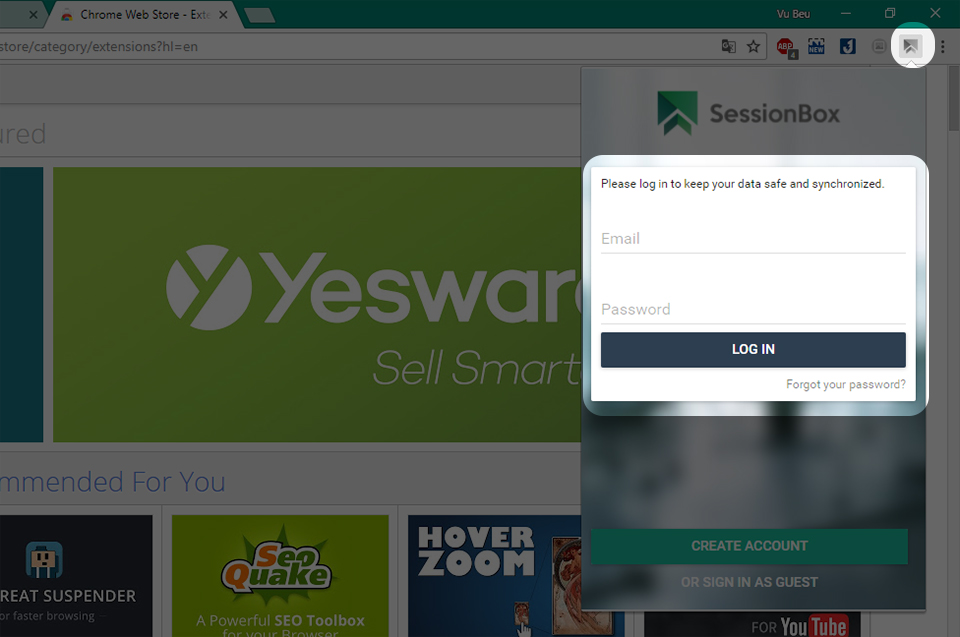 Chrome Web Store - Exte
Vu Beu
store/category/extensions?hl=en
ABP
4
NEW
SessionBox
ured
Please log in to keep your data safe and synchronized.
Email
Password
LOG IN
Forgot your password?
Yesware
Sell Smarte
mmended For You
CREATE ACCOUNT
OR SIGN IN AS GUEST
REAT SUSPENDER
or faster browsing
Seo
Quake
A Powerful SEO Toolbox
for your Browser
HOVER
ZOOM
FOR YouTube